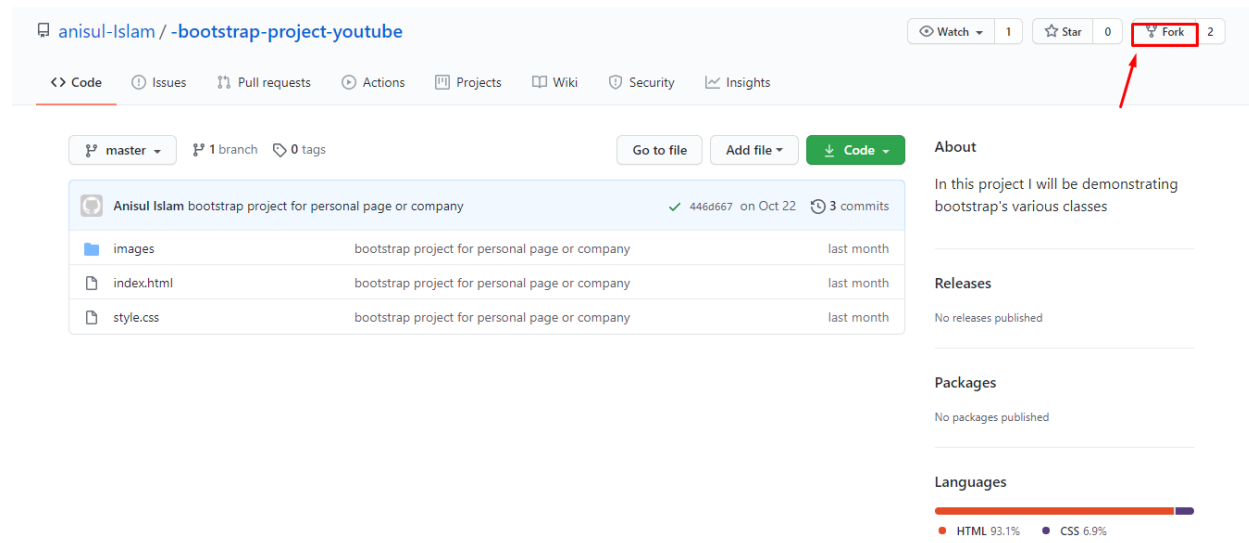 anisul-Islam / -bootstrap-project-youtube
Watch 1 Star 0 Fork 2
Code Issues Pull requests Actions Projects Wiki Security Insights
master 1 branch 0 tags Go to file Add file Code
Anisul Islam bootstrap project for personal page or company 446d667 on Oct 22 3 commits
images bootstrap project for personal page or company last month
index.html bootstrap project for personal page or company last month
style.css bootstrap project for personal page or company last month
About
In this project I will be demonstrating
bootstrap's various classes
Releases
No releases published
Packages
No packages published
Languages
HTML 93.1% CSS 6.9%